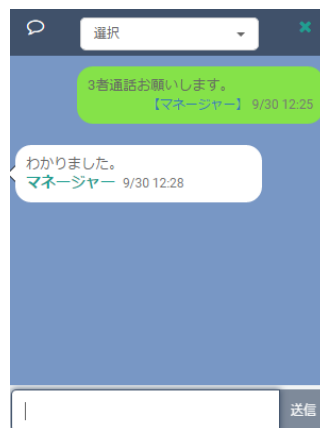 選択
3者通話お願いします。
【マネージャー】 9/30 12:25
わかりました。
マネージャー 9/30 12:28
送信